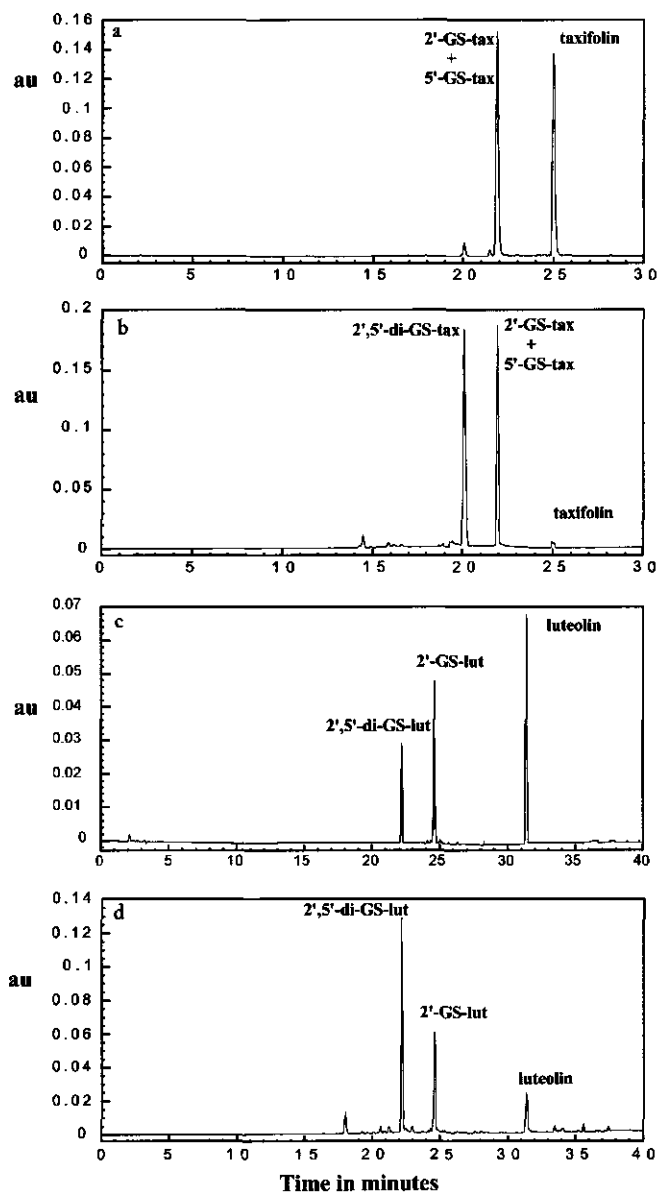 a
0.16
0.14
0.12
0.1
0.08
0.06
0.04
0.02
0
au
2'-GS-tax
+
5'-GS-tax
taxifolin
0 5 10 15 20 25 30
b
0.2
0.15
0.1
0.05
0
au
2',5'-di-GS-tax
2'-GS-tax
+
5'-GS-tax
taxifolin
0 5 10 15 20 25 30
c
0.07
0.06
0.05
0.04
0.03
0.02
0.01
0
au
luteolin
2'-GS-lut
2',5'-di-GS-lut
0 5 10 15 20 25 30 35 40
d
0.14
0.12
0.1
0.08
0.06
0.04
0.02
0
au
2',5'-di-GS-lut
2'-GS-lut
luteolin
0 5 10 15 20 25 30 35 40
Time in minutes